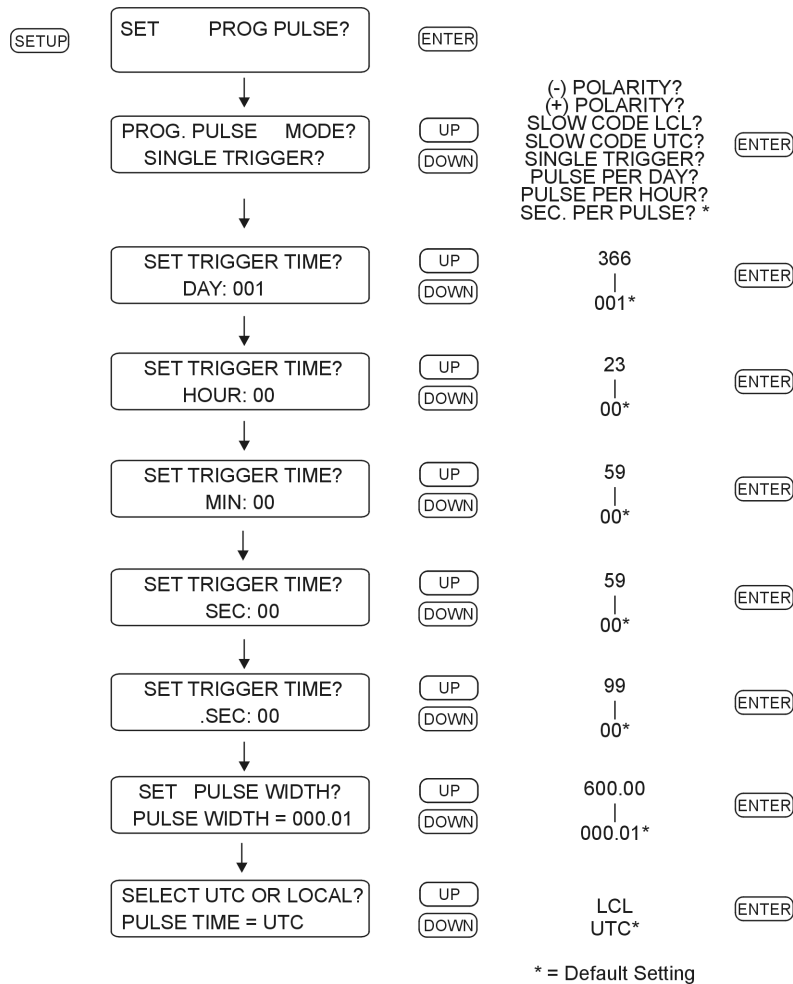 SETUP
SET PROG PULSE?
ENTER
PROG. PULSE MODE?
SINGLE TRIGGER?
UP
DOWN
(-) POLARITY?
(+) POLARITY?
SLOW CODE LCL?
SLOW CODE UTC?
SINGLE TRIGGER?
PULSE PER DAY?
PULSE PER HOUR?
SEC. PER PULSE? *
ENTER
SET TRIGGER TIME?
DAY: 001
UP
DOWN
366
001*
ENTER
SET TRIGGER TIME?
HOUR: 00
UP
DOWN
23
00*
ENTER
SET TRIGGER TIME?
MIN: 00
UP
DOWN
59
00*
ENTER
SET TRIGGER TIME?
SEC: 00
UP
DOWN
59
00*
ENTER
SET TRIGGER TIME?
.SEC: 00
UP
DOWN
99
00*
ENTER
SET PULSE WIDTH?
PULSE WIDTH = 000.01
UP
DOWN
600.00
000.01*
ENTER
SELECT UTC OR LOCAL?
PULSE TIME = UTC
UP
DOWN
LCL
UTC*
ENTER
* = Default Setting